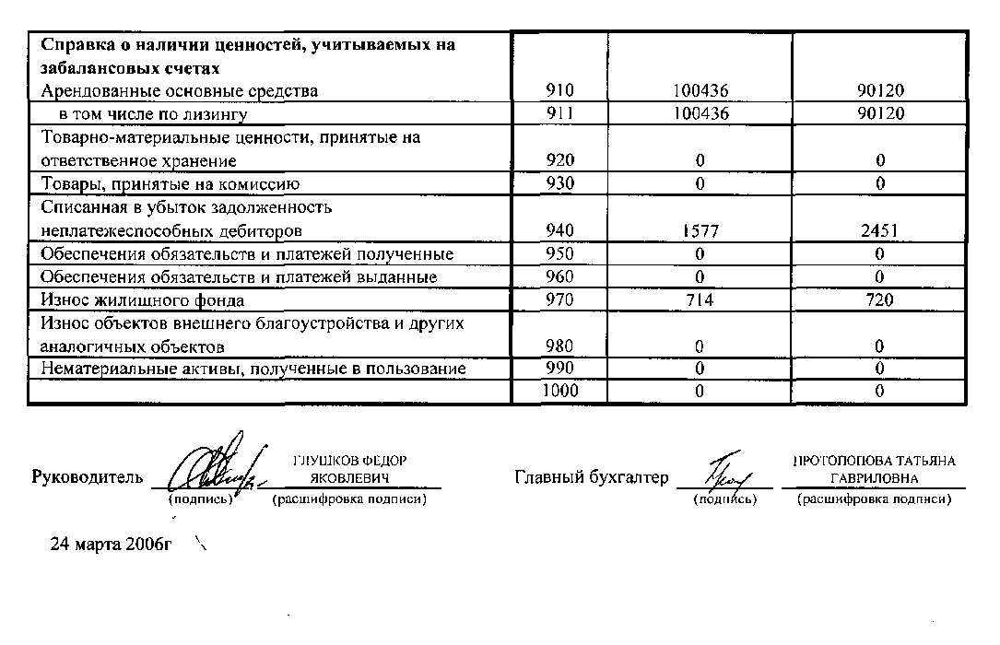 Справка о наличии ценностей, учитываемых на
забалансовых счетах
Арендованные основные средства 910 100436 90120
в том числе по лизингу 911 100436 90120
Товарно-материальные ценности, принятые на
ответственное хранение 920 0 0
Товары, принятые на комиссию 930 0 0
Списанная в убыток задолженность
неплатежеспособных дебиторов 940 1577 2451
Обеспечения обязательств и платежей полученные 950 0 0
Обеспечения обязательств и платежей выданные 960 0 0
Износ жилищного фонда 970 714 720
Износ объектов внешнего благоустройства и других
аналогичных объектов 980 0 0
Нематериальные активы, полученные в пользование 990 0 0
1000 0 0
ГЛУШКОВ ФЕДОР ПРОТОПОПОВА ТАТЬЯНА
Руководитель ЯКОВЛЕВИЧ Главный бухгалтер ГАВРИЛОВНА
(подпись) (расшифровка подписи) (подпись) (расшифровка подписи)
24 марта 2006г